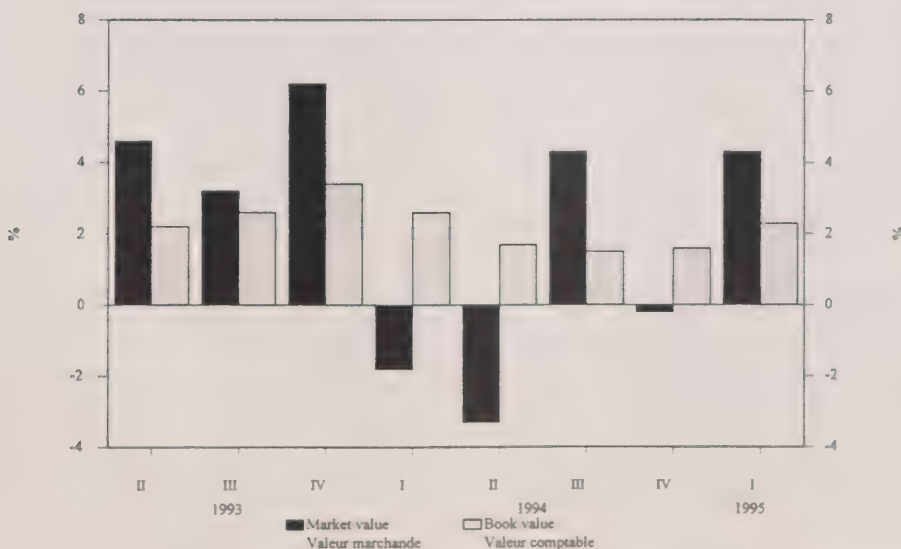 8 8
6 6
4 4
2 2
% %
0 0
-2 -2
-4 -4
II III IV I II III IV I
1993 1994 1995
Market value Book value
Valeur marchande Valeur comptable